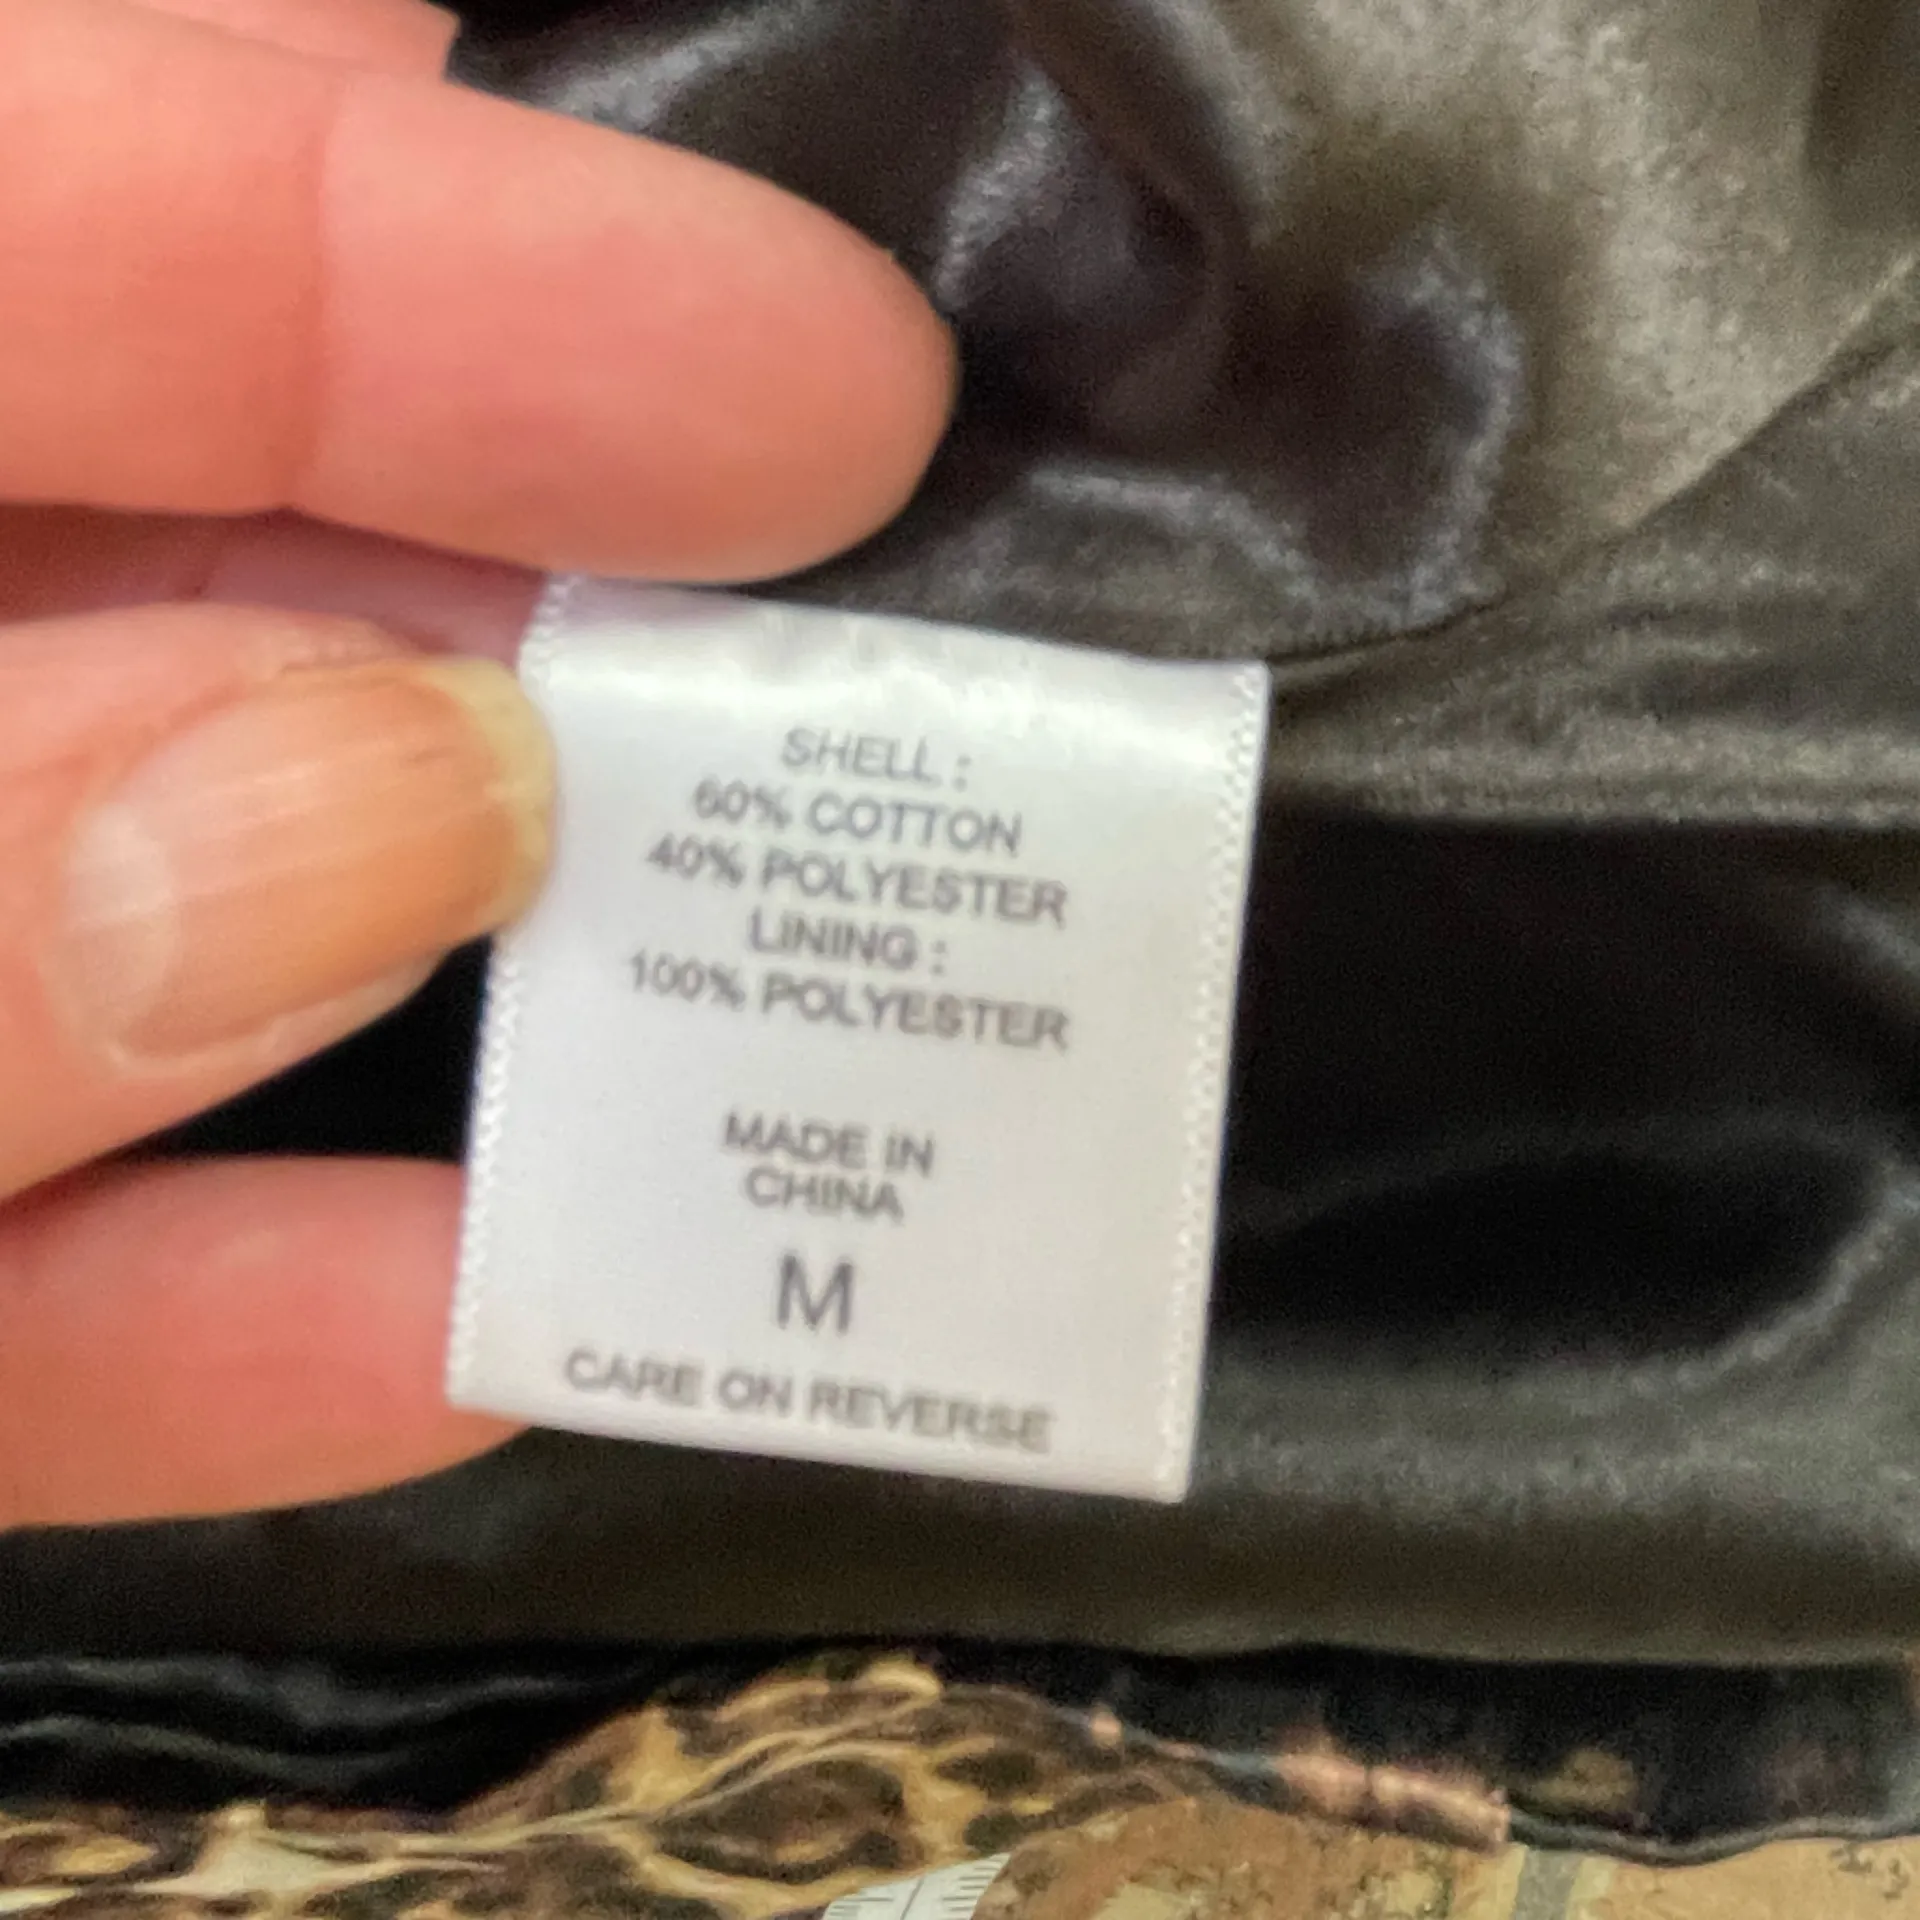 SHELL :
60% COTTON
40% POLYESTER
LINING :
100% POLYESTER
MADE IN
CHINA
M
CARE ON REVERSE